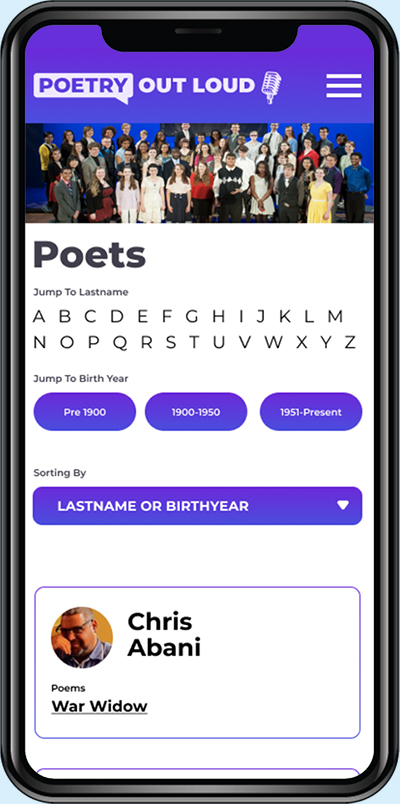 POETRY OUT LOUD
Poets
Jump To Lastname
A B C D E F G H I J K L M
N O P Q R S T U V W X Y Z
Jump To Birth Year
Pre 1900 1900-1950 1951-Present
Sorting By
LASTNAME OR BIRTHYEAR
Chris
Abani
Poems
War Widow